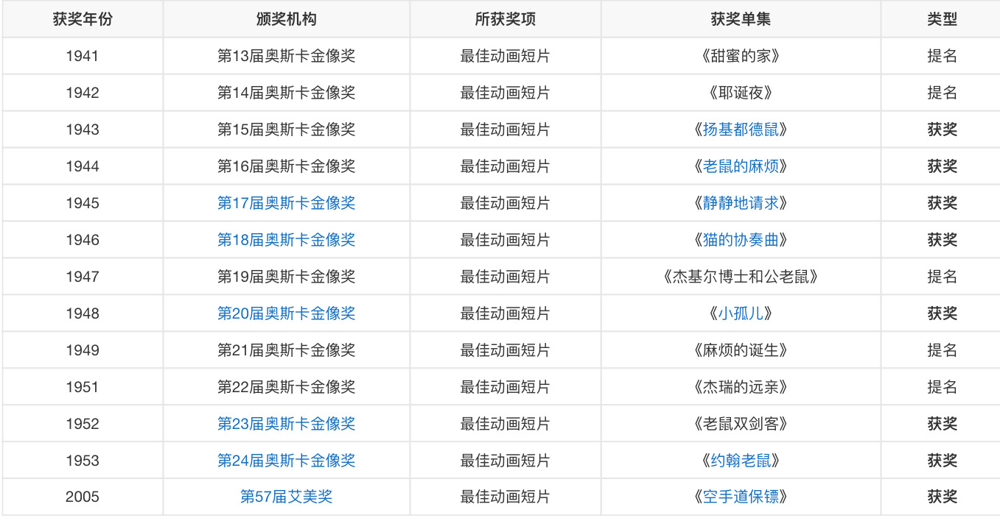 获奖年份 颁奖机构 所获奖项 获奖单集 类型
1941 第13届奥斯卡金像奖 最佳动画短片 《甜蜜的家》 提名
1942 第14届奥斯卡金像奖 最佳动画短片 《耶诞夜》 提名
1943 第15届奥斯卡金像奖 最佳动画短片 《扬基都德鼠》 获奖
1944 第16届奥斯卡金像奖 最佳动画短片 《老鼠的麻烦》 获奖
1945 第17届奥斯卡金像奖 最佳动画短片 《静静地请求》 获奖
1946 第18届奥斯卡金像奖 最佳动画短片 《猫的协奏曲》 获奖
1947 第19届奥斯卡金像奖 最佳动画短片 《杰基尔博士和公老鼠》 提名
1948 第20届奥斯卡金像奖 最佳动画短片 《小孤儿》 获奖
1949 第21届奥斯卡金像奖 最佳动画短片 《麻烦的诞生》 提名
1951 第22届奥斯卡金像奖 最佳动画短片 《杰瑞的远亲》 提名
1952 第23届奥斯卡金像奖 最佳动画短片 《老鼠双剑客》 获奖
1953 第24届奥斯卡金像奖 最佳动画短片 《约翰老鼠》 获奖
2005 第57届艾美奖 最佳动画短片 《空手道保镖》 获奖